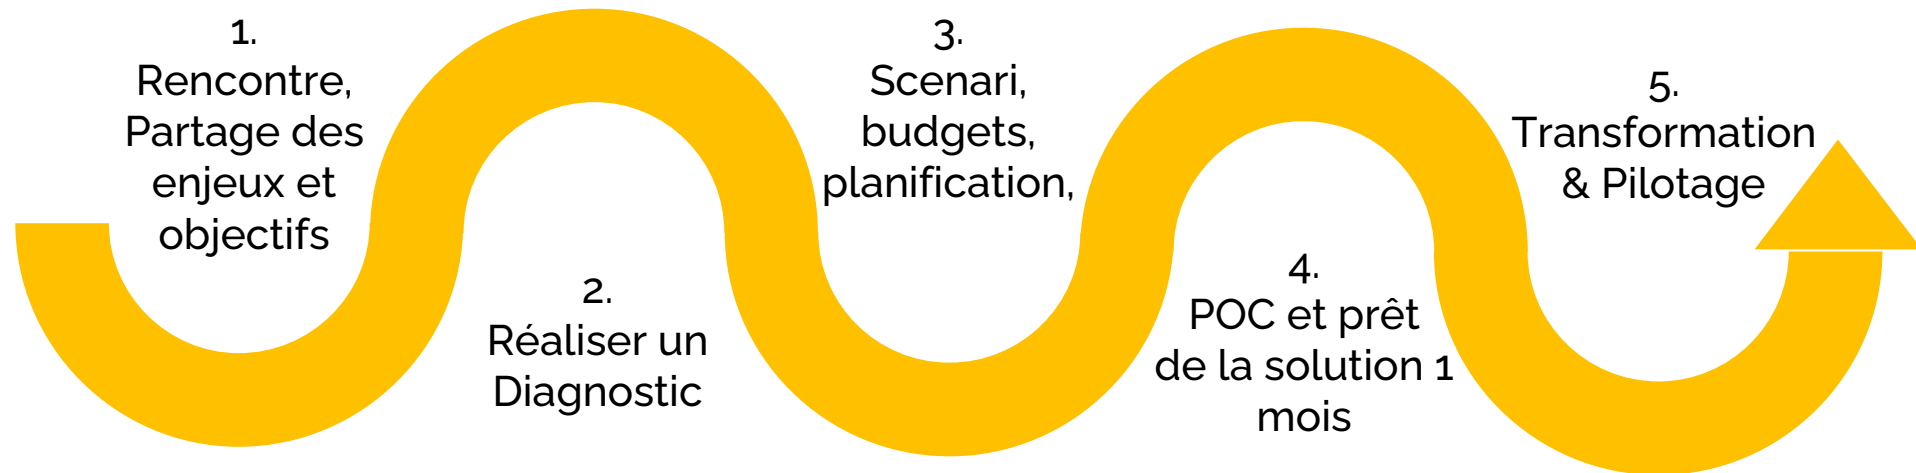 1.
Rencontre,
Partage des
enjeux et
objectifs
2.
Réaliser un
Diagnostic
3.
Scenari,
budgets,
planification,
4.
POC et prêt
de la solution 1
mois
5.
Transformation
& Pilotage